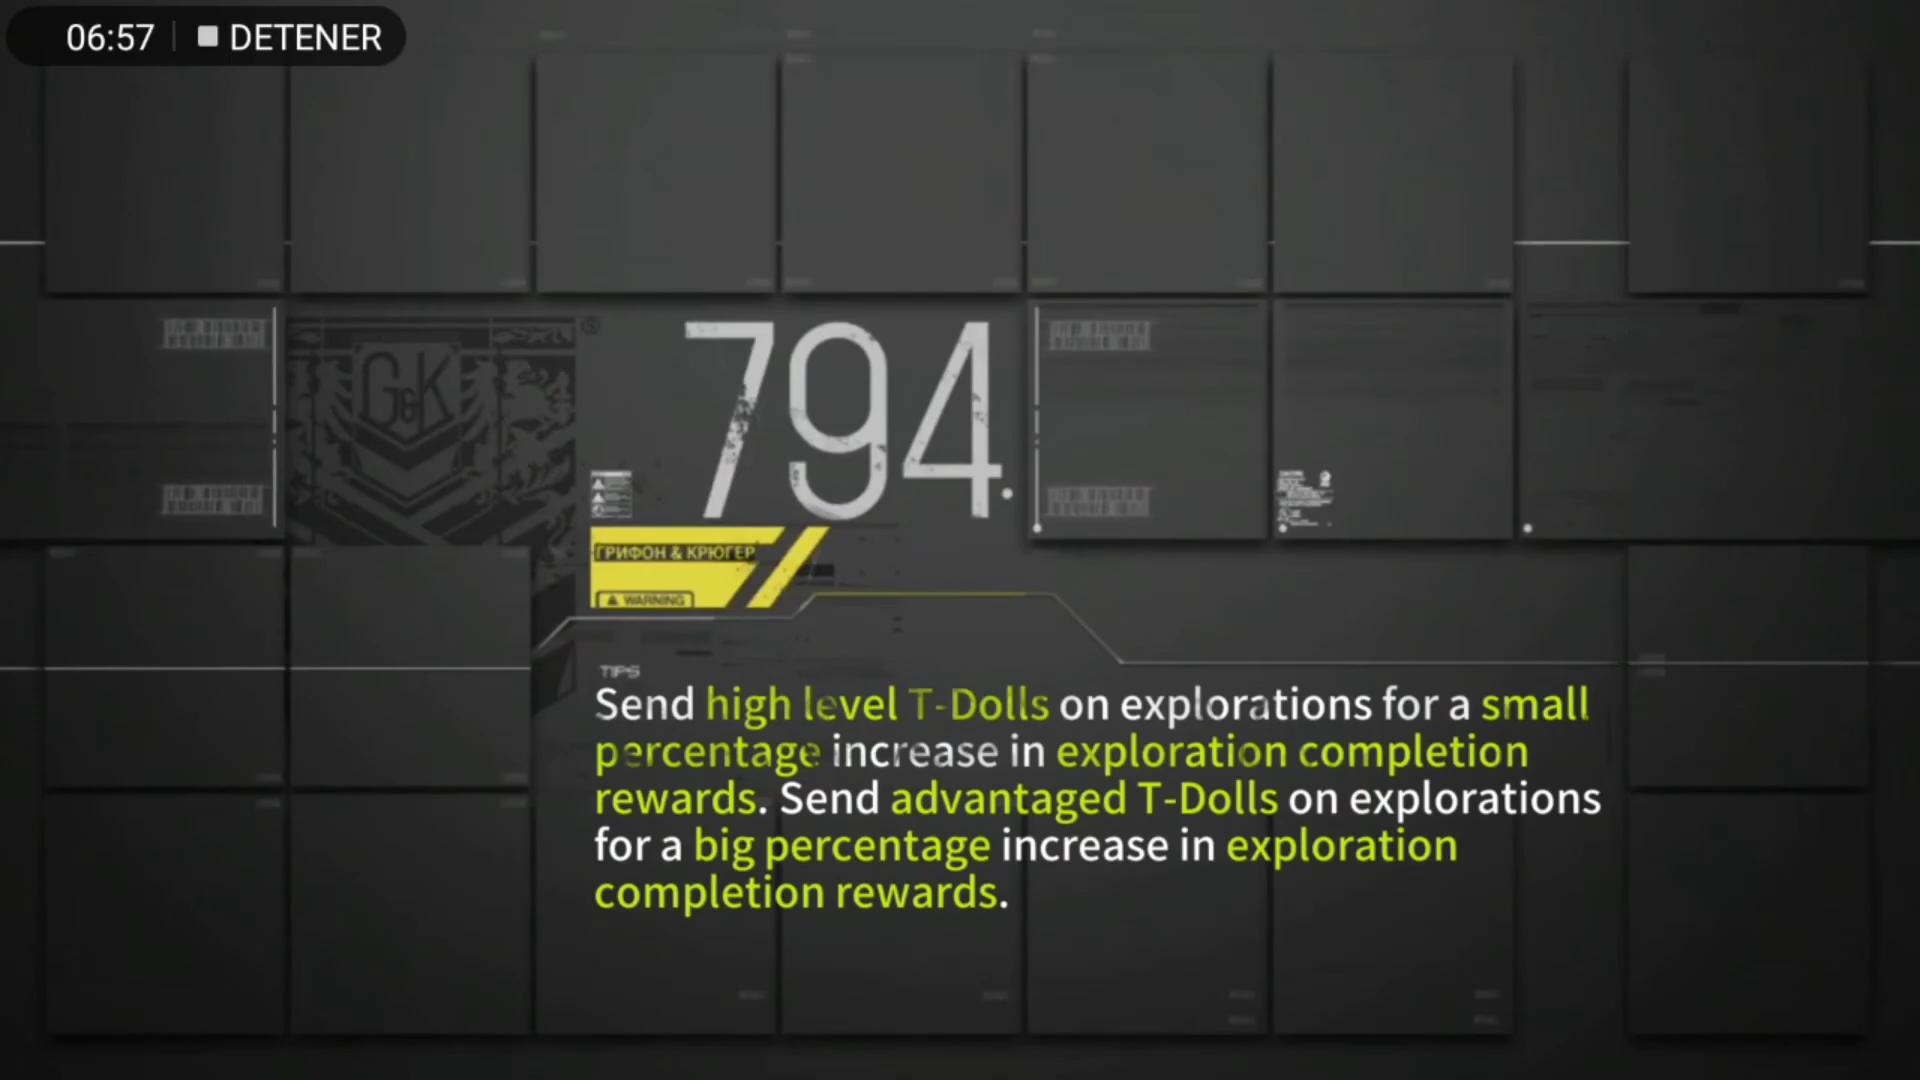 06:57 DETENER
G&K
794.
ГРИФОН & КРЮГЕР
WARNING
TIPS
Send high level T-Dolls on explorations for a small
percentage increase in exploration completion
rewards. Send advantaged T-Dolls on explorations
for a big percentage increase in exploration
completion rewards.